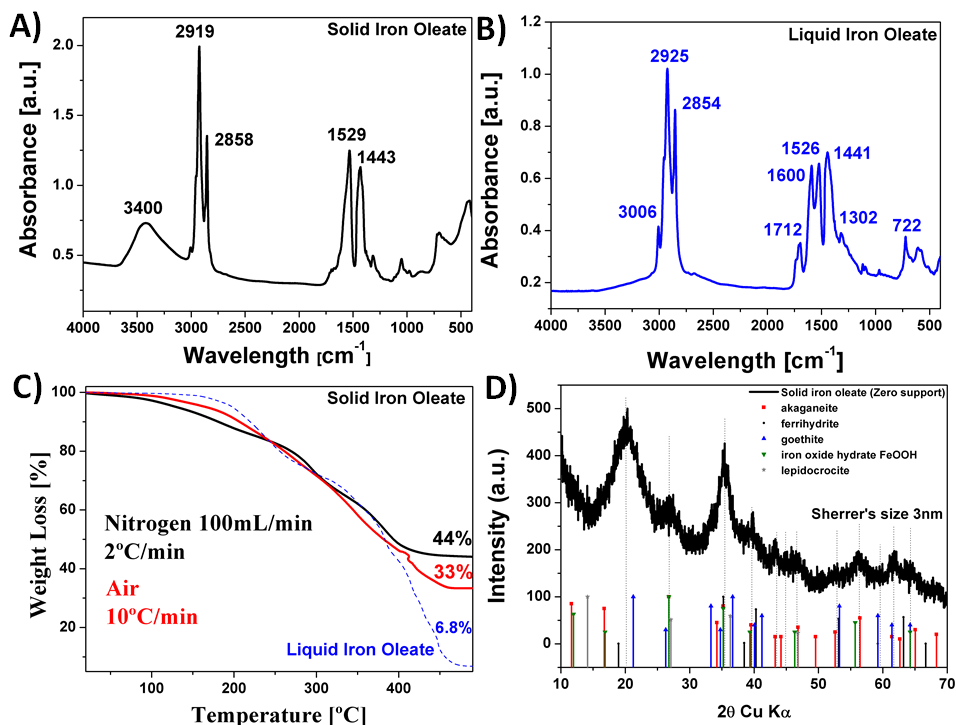 A)
Solid Iron Oleate
2919
2858
1529
1443
3400
2.0
1.5
1.0
0.5
Absorbance [a.u.]
4000 3500 3000 2500 2000 1500 1000 500
Wavelength [cm-1]
B)
Liquid Iron Oleate
2925
2854
1526
1441
1600
3006
1712
1302
722
1.2
1.0
0.8
0.6
0.4
0.2
Absorbance [a.u.]
4000 3500 3000 2500 2000 1500 1000 500
Wavelength [cm-1]
C)
Solid Iron Oleate
100
80
60
40
20
Weight Loss [%]
Nitrogen 100mL/min
2ºC/min
44%
33%
Air
10ºC/min
6.8%
Liquid Iron Oleate
100 200 300 400
Temperature [ºC]
D)
Solid iron oleate (Zero support)
akaganeite
ferrihydrite
goethite
iron oxide hydrate FeOOH
lepidocrocite
Sherrer's size 3nm
500
400
300
200
100
0
Intensity (a.u.)
10 20 30 40 50 60 70
2θ Cu Kα